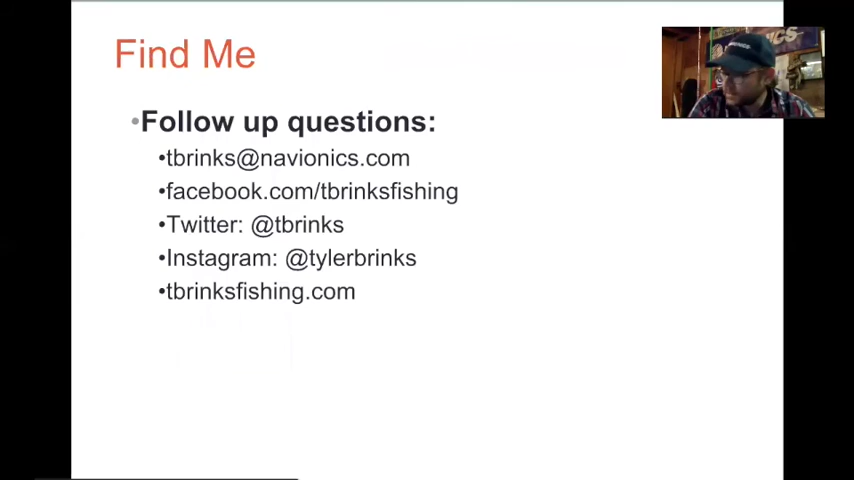 Find Me
•Follow up questions:
•tbrinks@navionics.com
•facebook.com/tbrinksfishing
•Twitter: @tbrinks
•Instagram: @tylerbrinks
•tbrinksfishing.com